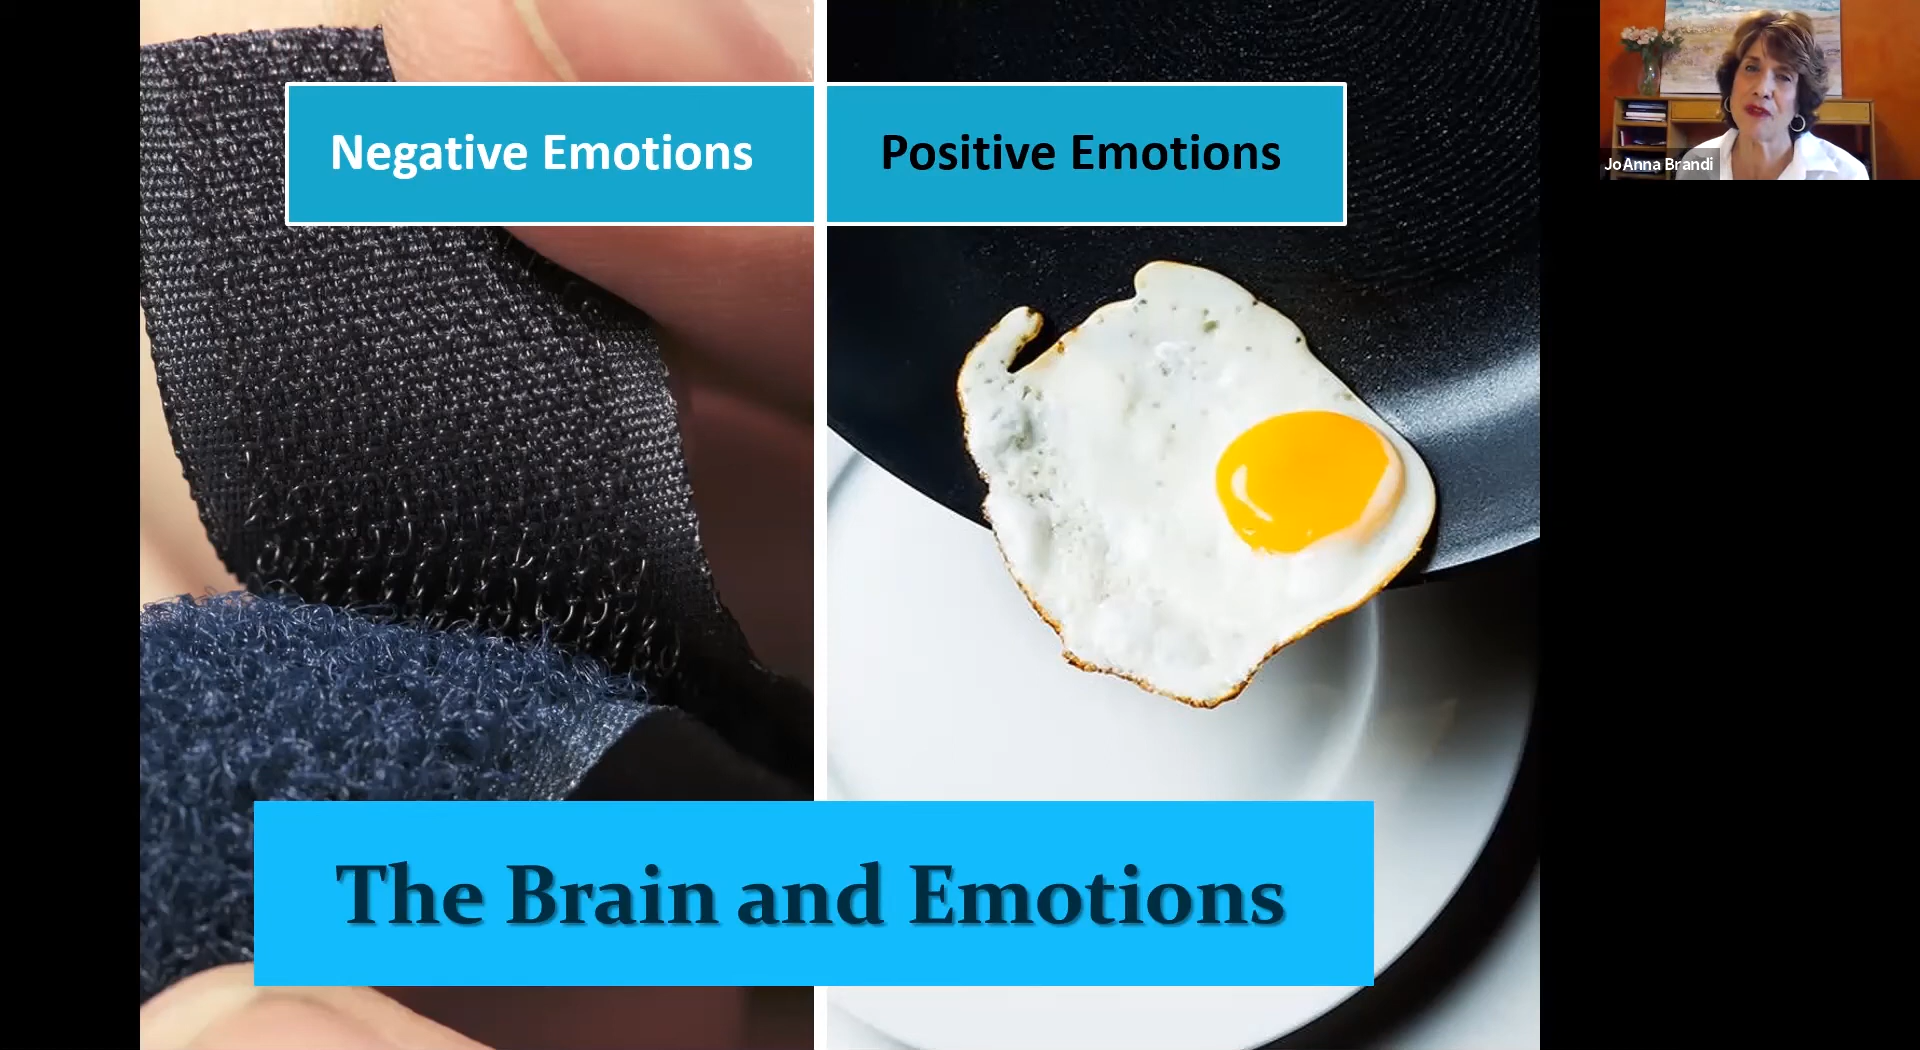 Negative Emotions
Positive Emotions
JoAnna Brandi
The Brain and Emotions